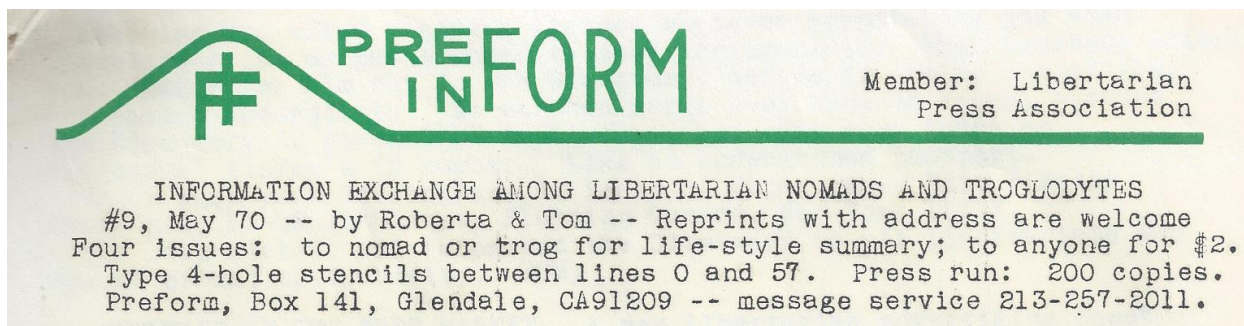 PRE FORM
IN
Member: Libertarian
Press Association
INFORMATION EXCHANGE AMONG LIBERTARIAN NOMADS AND TROGLODYTES
#9, May 70 -- by Roberta & Tom -- Reprints with address are welcome
Four issues: to nomad or trog for life-style summary; to anyone for $2.
Type 4-hole stencils between lines 0 and 57. Press run: 200 copies.
Preform, Box 141, Glendale, CA91209 -- message service 213-257-2011.